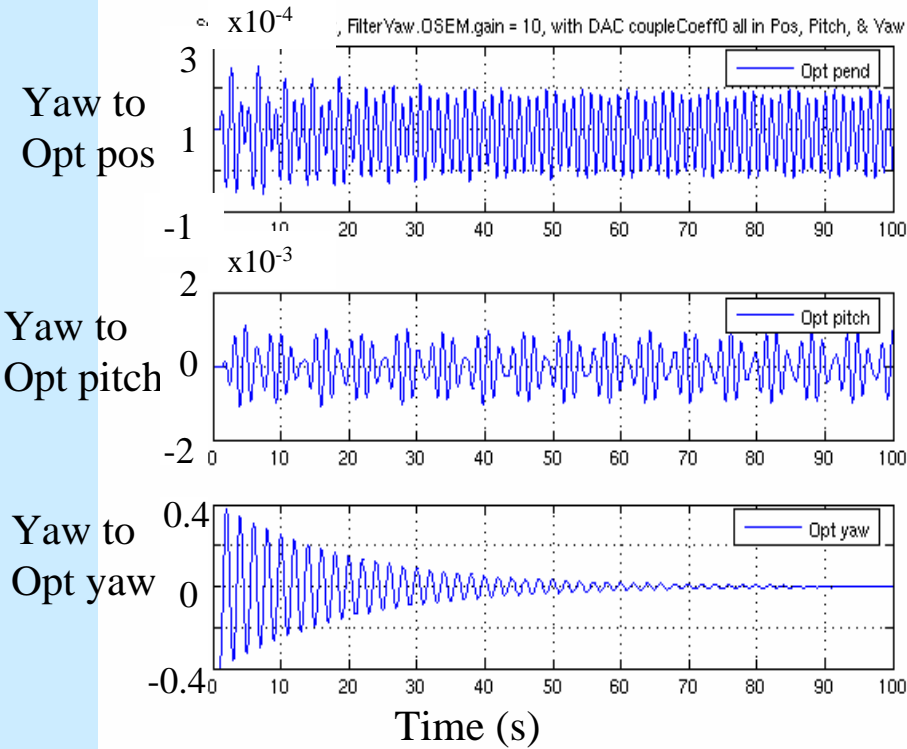 x10-4
, FilterYaw.OSEM.gain = 10, with DAC coupleCoeff0 all in Pos, Pitch, & Yaw
3
Opt pend
Yaw to
Opt pos
1
-1
10 20 30 40 50 60 70 80 90 100
x10-3
2
Opt pitch
Yaw to
Opt pitch
0
-2
0 10 20 30 40 50 60 70 80 90 100
0.4
Opt yaw
Yaw to
Opt yaw
0
-0.4
0 10 20 30 40 50 60 70 80 90 100
Time (s)